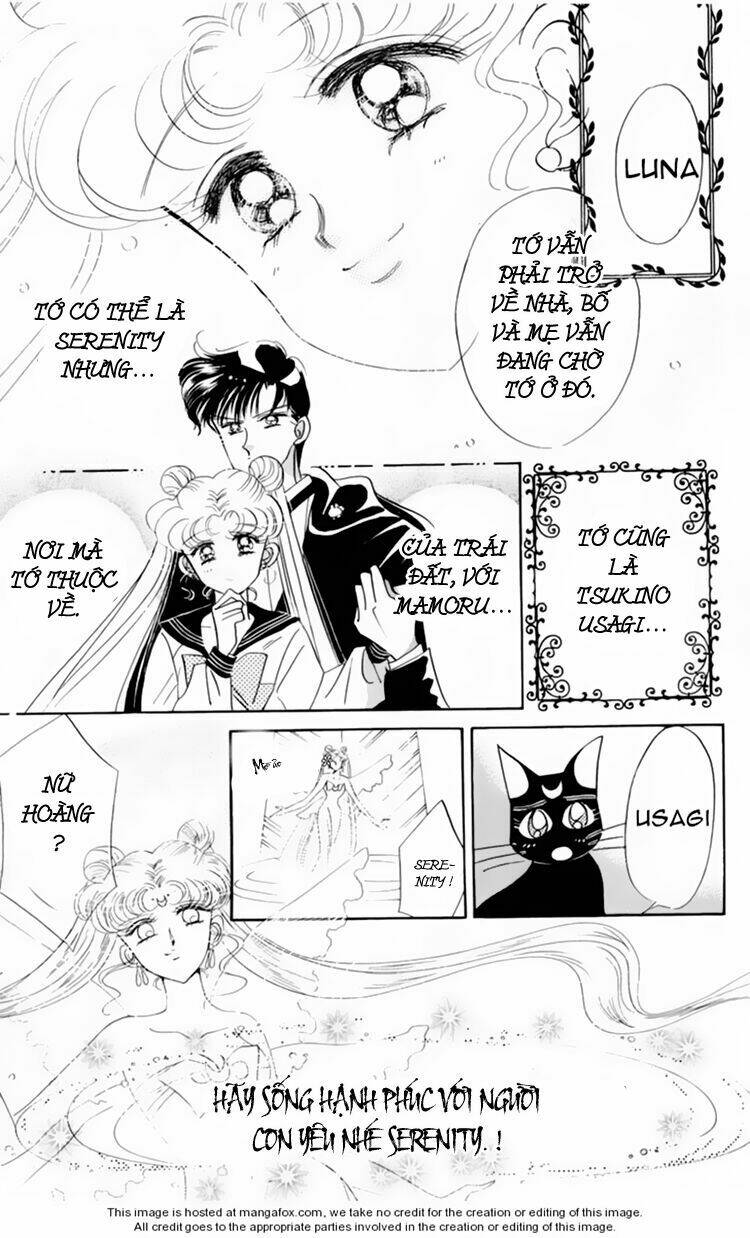 LUNA
TỚ VẪN
PHẢI TRỞ
VỀ NHÀ, BỐ
VÀ MẸ VẪN
ĐANG CHỜ
TỚ Ở ĐÓ.
TỚ CÓ THỂ LÀ
SERENITY
NHƯNG...
TỚ CŨNG
LÀ
TSUKINO
USAGI...
CỦA TRÁI
ĐẤT, VỚI
MAMORU...
NƠI MÀ
TỚ THUỘC
VỀ.
USAGI
SERE-
NITY !
NỮ
HOÀNG
?
HÃY SỐNG HẠNH PHÚC VỚI NGƯỜI
CON YÊU NHÉ SERENITY. !
This image is hosted at mangafox.com, we take no credit for the creation or editing of this image.
All credit goes to the appropriate parties involved in the creation or editing of this image.